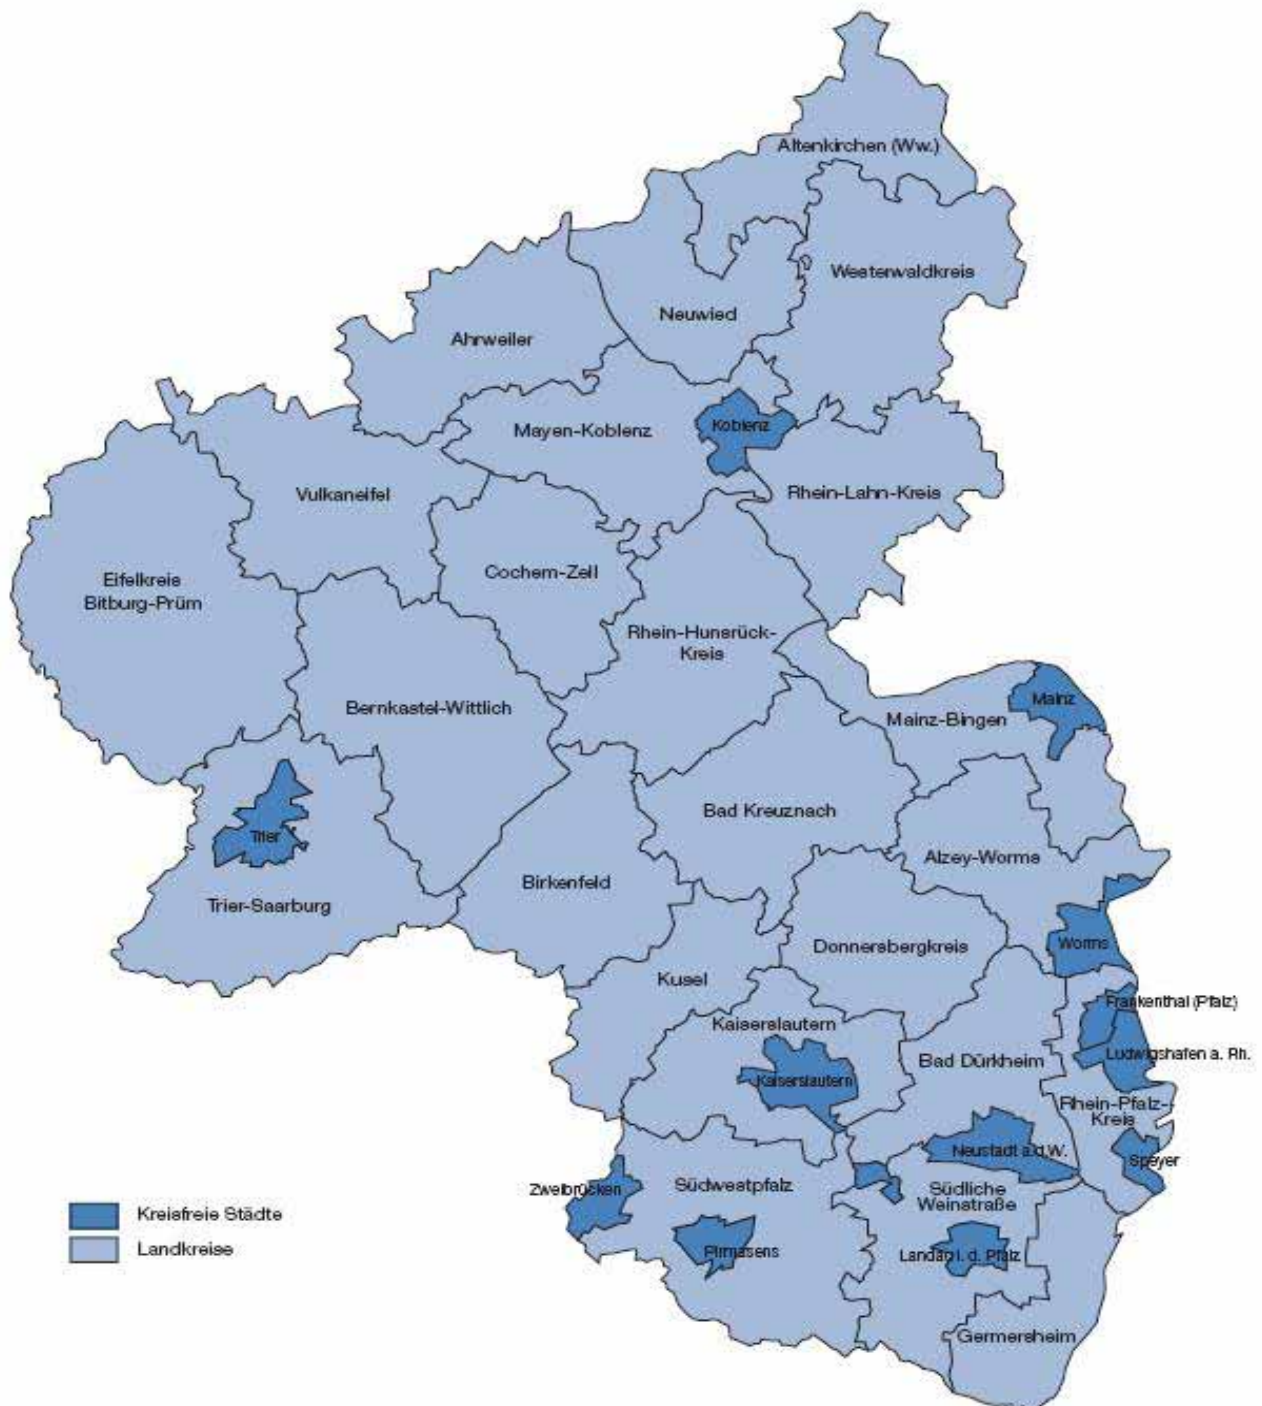 Altenkirchen (Ww.)
Westerwaldkreis
Neuwied
Ahrweiler
Koblenz
Mayen-Koblenz
Rhein-Lahn-Kreis
Vulkaneifel
Cochem-Zell
Eifelkreis
Bitburg-Prüm
Rhein-Hunsrück-
Kreis
Mainz
Bernkastel-Wittlich
Mainz-Bingen
Bad Kreuznach
Trier
Alzey-Worms
Birkenfeld
Trier-Saarburg
Worms
Donnersbergkreis
Kusel
Frankenthal (Pfalz)
Kaiserslautern
Ludwigshafen a. Rh.
Bad Dürkheim
Kaiserslautern
Rhein-Pfalz--
Kreis
Neustadt a.d.W.
Speyer
Zweibrücken
Südwestpfalz
Südliche
Weinstraße
Pirmasens
Landau i. d. Pfalz
Germersheim
Kreisfreie Städte
Landkreise